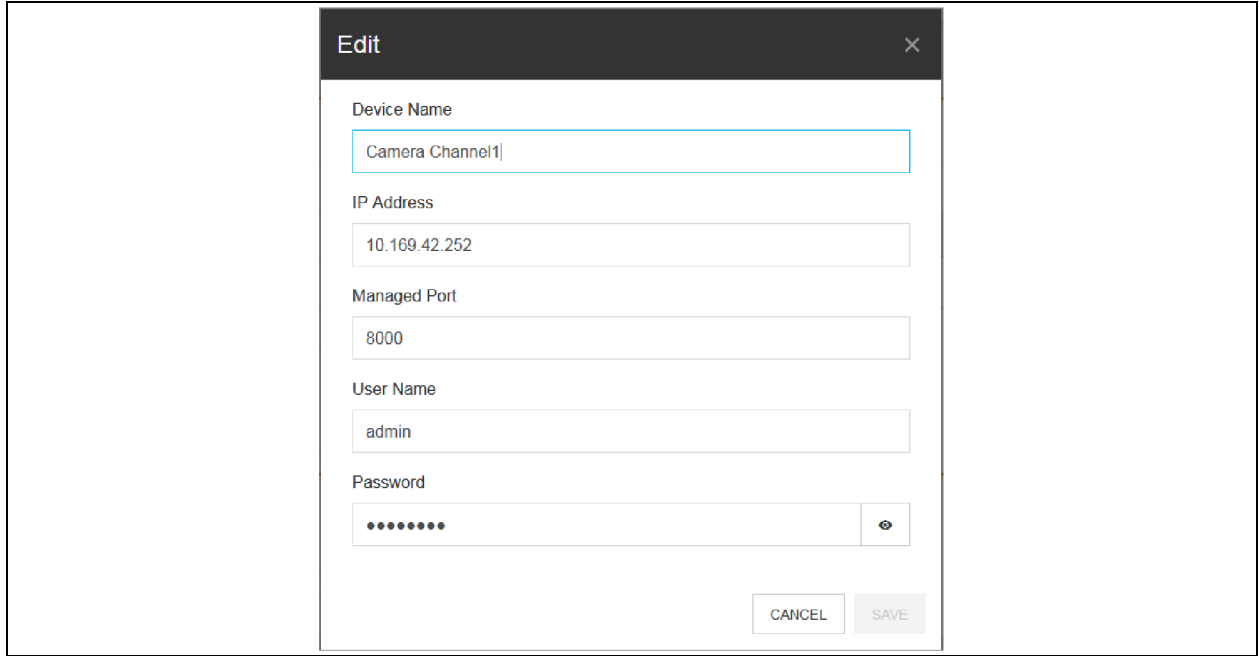 Edit
Device Name
Camera Channel1
IP Address
10.169.42.252
Managed Port
8000
User Name
admin
Password
••••••••
CANCEL SAVE